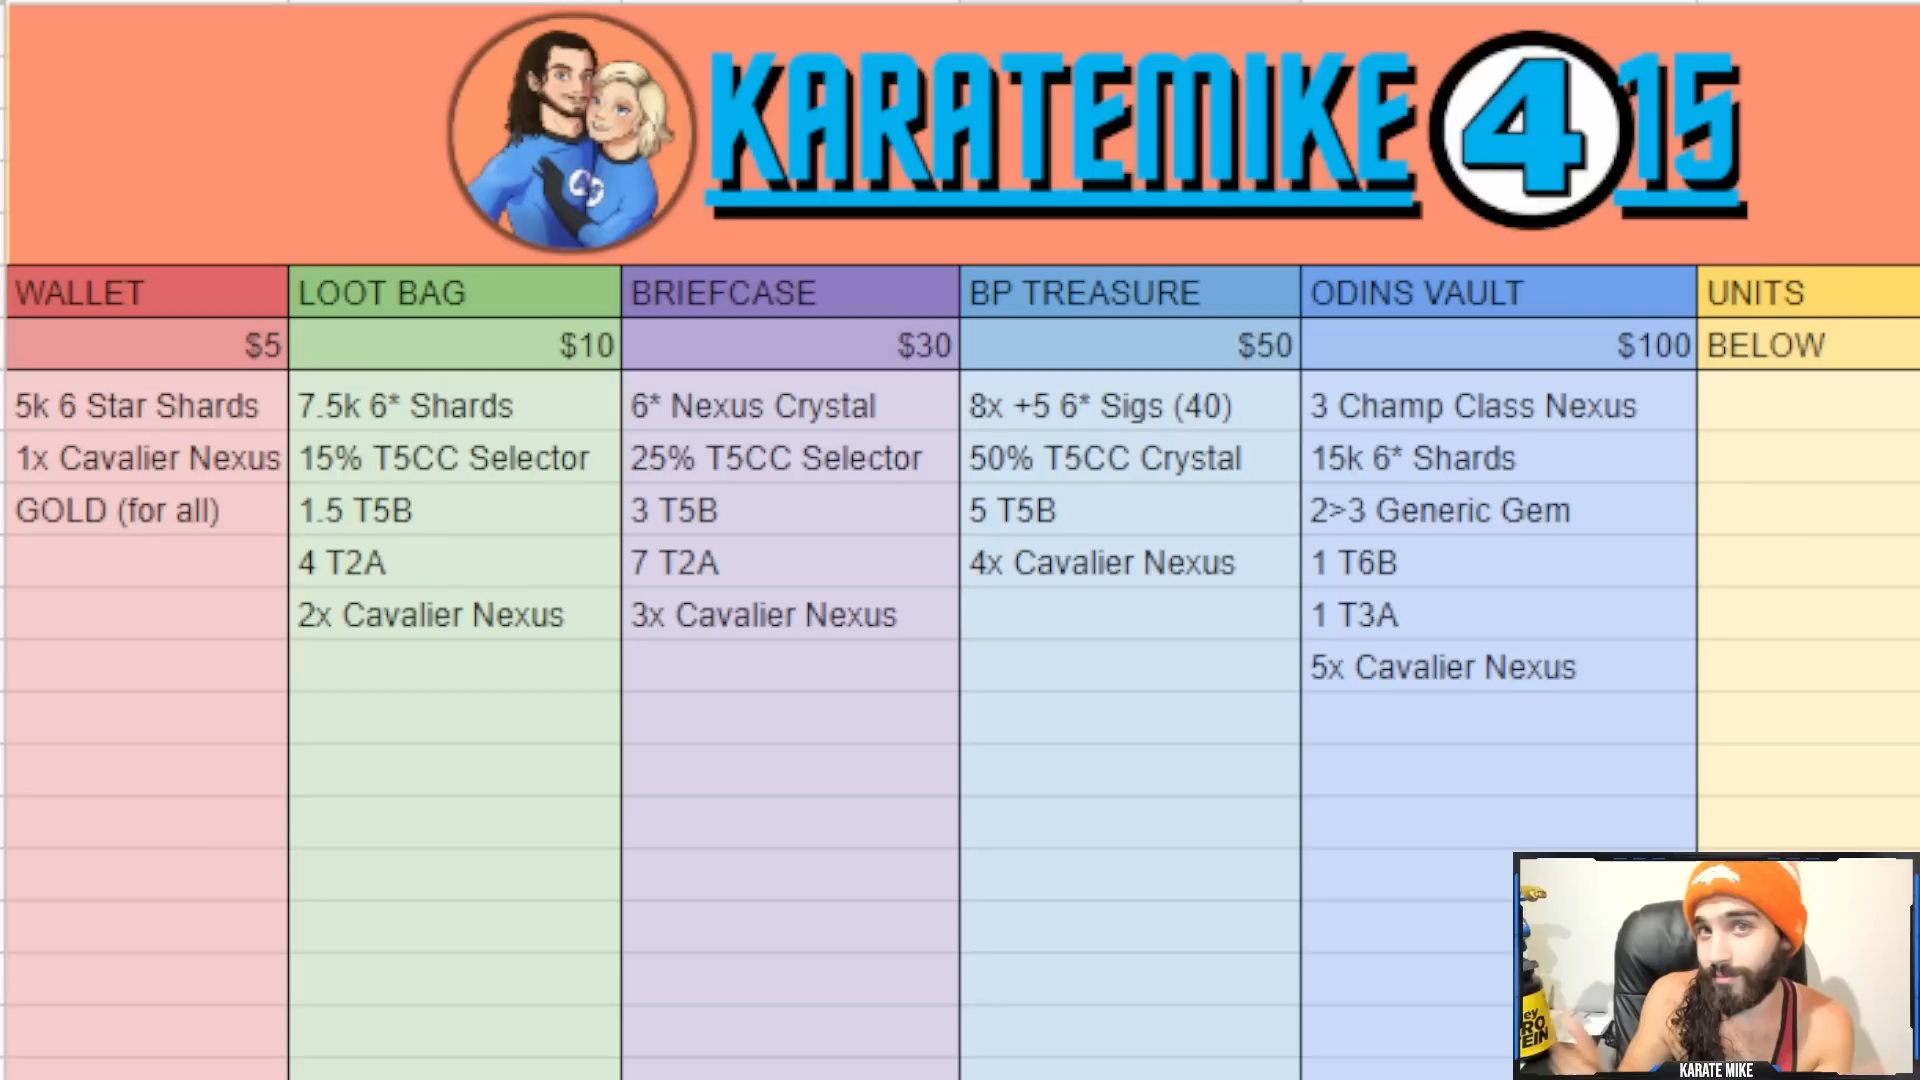 KARATEMIKE 415
WALLET LOOT BAG BRIEFCASE BP TREASURE ODINS VAULT UNITS
$5 $10 $30 $50 $100 BELOW
5k 6 Star Shards 7.5k 6* Shards 6* Nexus Crystal 8x +5 6* Sigs (40) 3 Champ Class Nexus
1x Cavalier Nexus 15% T5CC Selector 25% T5CC Selector 50% T5CC Crystal 15k 6* Shards
GOLD (for all) 1.5 T5B 3 T5B 5 T5B 2>3 Generic Gem
4 T2A 7 T2A 4x Cavalier Nexus 1 T6B
2x Cavalier Nexus 3x Cavalier Nexus 1 T3A
5x Cavalier Nexus
KARATE MIKE